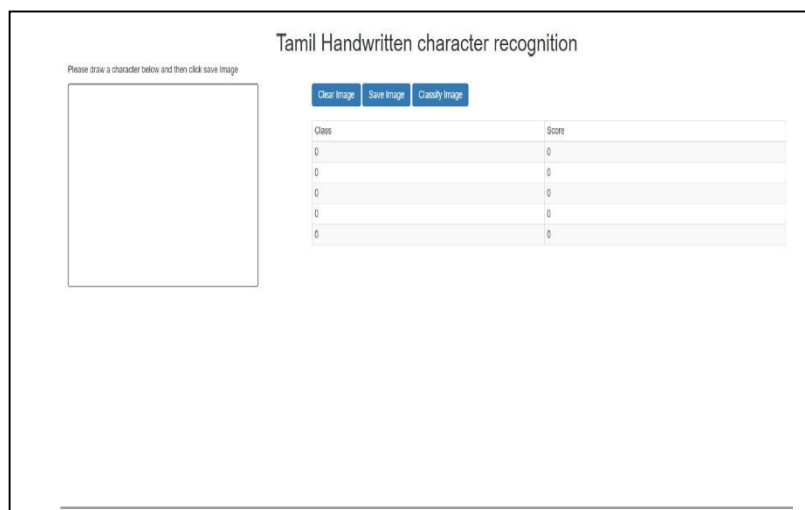 Tamil Handwritten character recognition
Please draw a character below and then click save Image
Clear Image Save Image Classify Image
Class Score
0 0
0 0
0 0
0 0
0 0